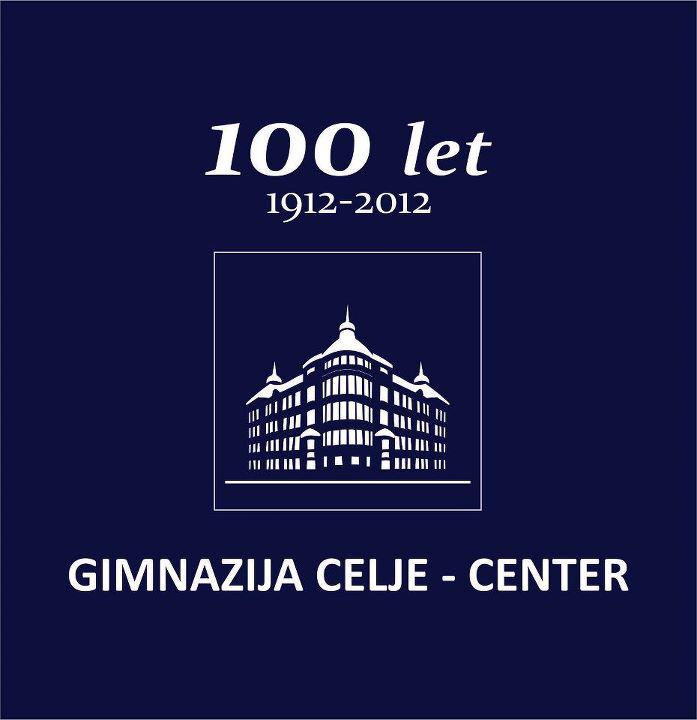 100 let
1912-2012
GIMNAZIJA CELJE - CENTER